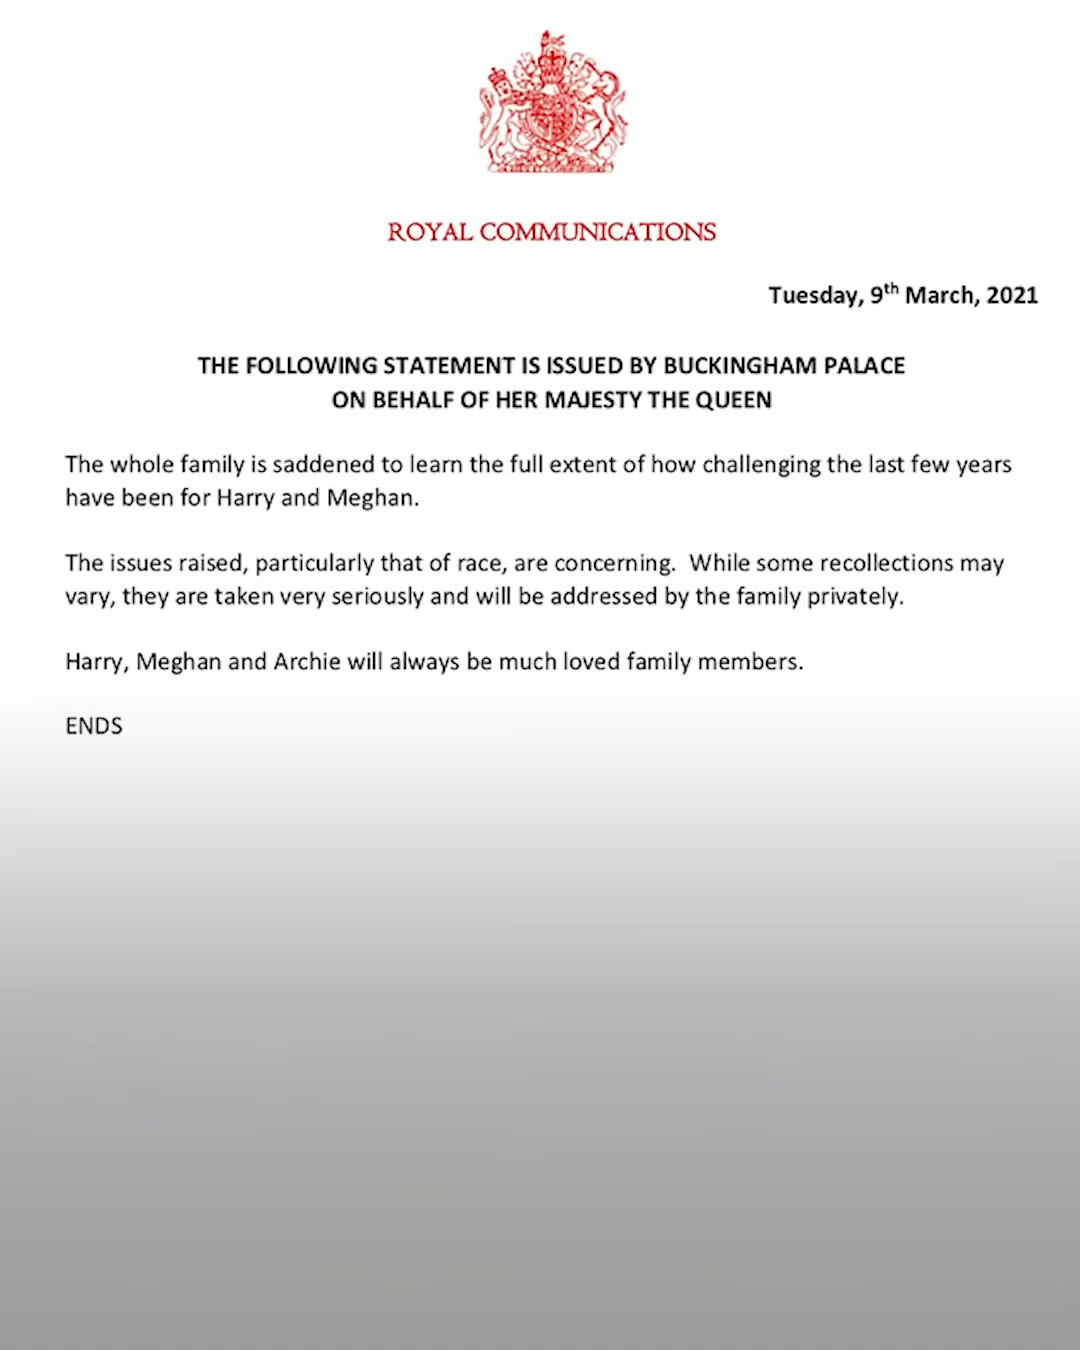 ROYAL COMMUNICATIONS
Tuesday, 9th March, 2021
THE FOLLOWING STATEMENT IS ISSUED BY BUCKINGHAM PALACE
ON BEHALF OF HER MAJESTY THE QUEEN
The whole family is saddened to learn the full extent of how challenging the last few years
have been for Harry and Meghan.
The issues raised, particularly that of race, are concerning.  While some recollections may
vary, they are taken very seriously and will be addressed by the family privately.
Harry, Meghan and Archie will always be much loved family members.
ENDS